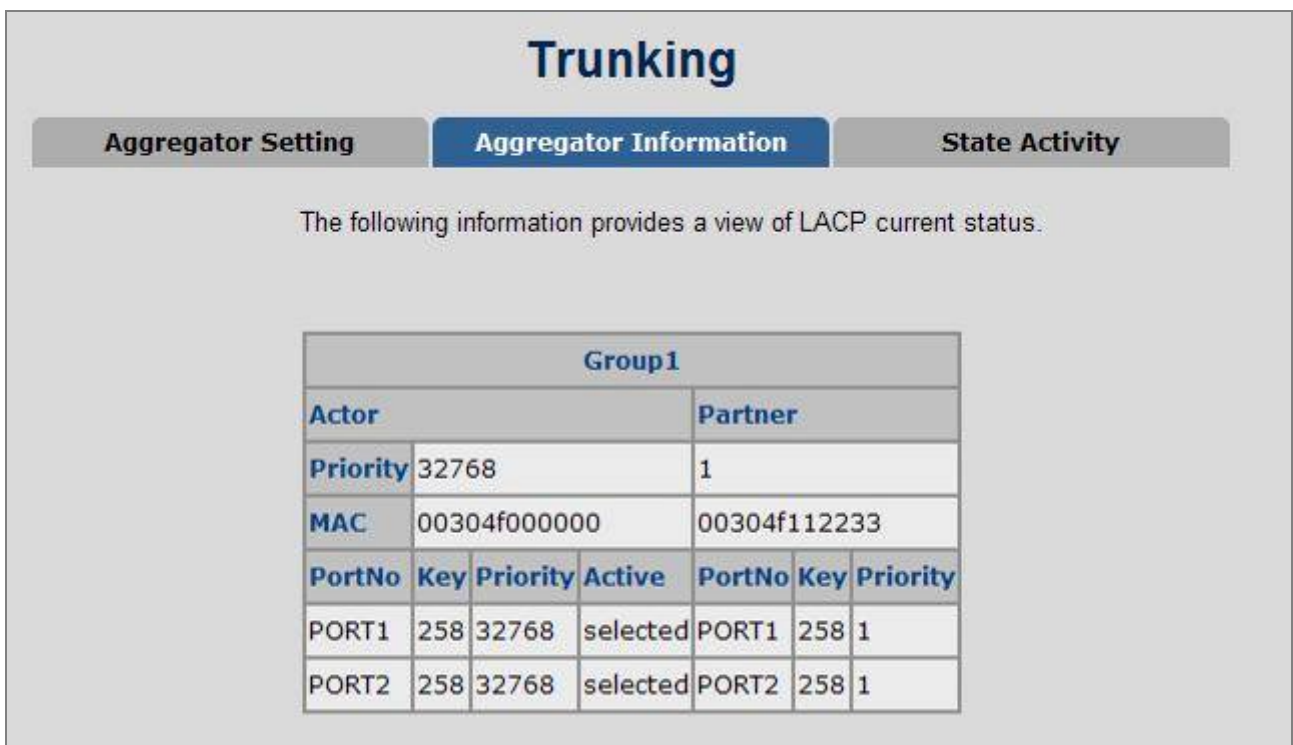 Trunking
Aggregator Setting Aggregator Information State Activity
The following information provides a view of LACP current status.
Group1
Actor Partner
Priority 32768 1
MAC 00304f000000 00304f112233
PortNo Key Priority Active PortNo Key Priority
PORT1 258 32768 selected PORT1 258 1
PORT2 258 32768 selected PORT2 258 1